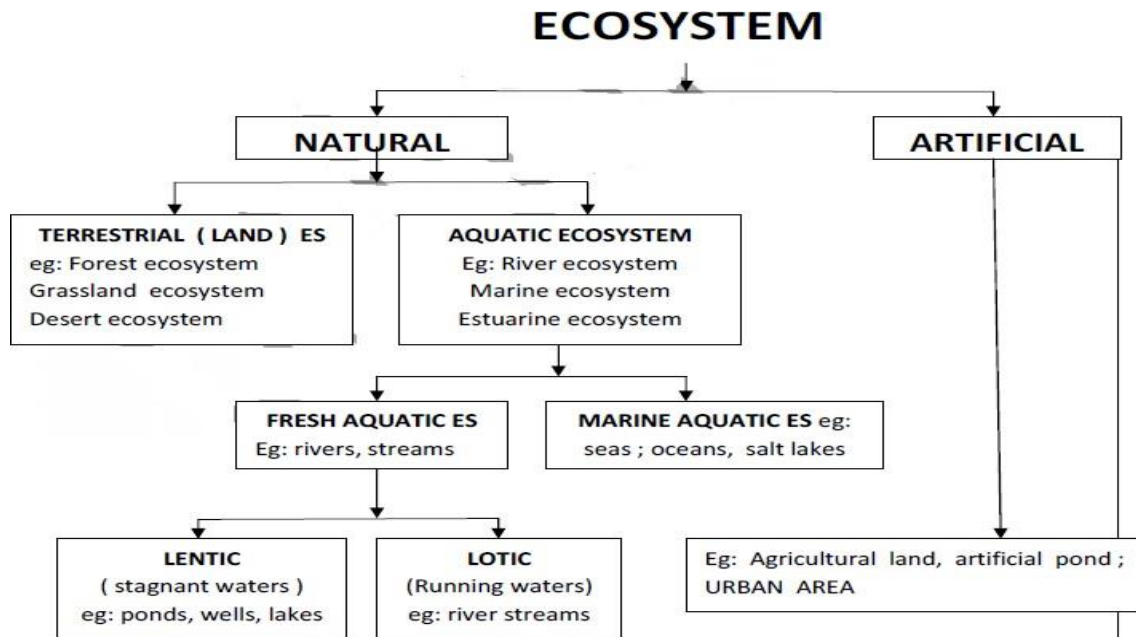 ECOSYSTEM
NATURAL
ARTIFICIAL
TERRESTRIAL ( LAND ) ES
eg: Forest ecosystem
Grassland ecosystem
Desert ecosystem
AQUATIC ECOSYSTEM
Eg: River ecosystem
Marine ecosystem
Estuarine ecosystem
FRESH AQUATIC ES
Eg: rivers, streams
MARINE AQUATIC ES eg:
seas ; oceans, salt lakes
LENTIC
( stagnant waters )
eg: ponds, wells, lakes
LOTIC
(Running waters)
eg: river streams
Eg: Agricultural land, artificial pond ;
URBAN AREA